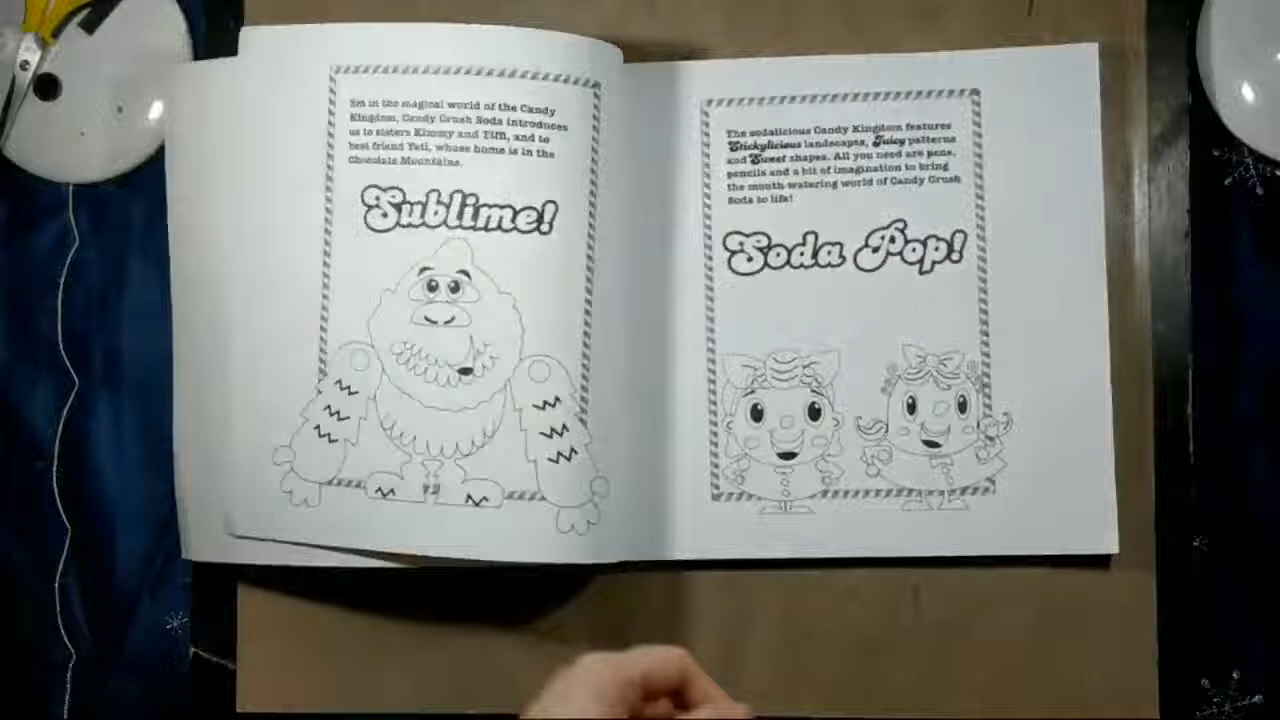 Set in the magical world of the Candy
Kingdom, Candy Crush Soda introduces
us to sisters Kimmy and Tiffi, and to
best friend Yeti, whose home is in the
Chocolate Mountains.
Sublime!
The sodalicious Candy Kingdom features
Stickylicious landscapes, Juicy patterns
and Sweet shapes. All you need are pens,
pencils and a bit of imagination to bring
the mouth-watering world of Candy Crush
Soda to life!
Soda Pop!